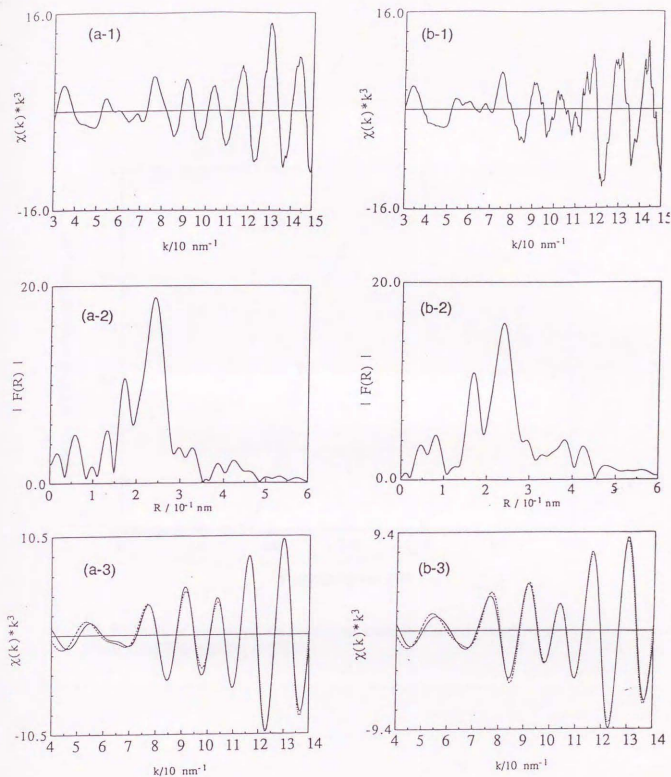 (a-1)
16.0
χ(k)*k³
-16.0
3 4 5 6 7 8 9 10 11 12 13 14 15
k/10 nm⁻¹
(b-1)
16.0
χ(k)*k³
-16.0
3 4 5 6 7 8 9 10 11 12 13 14 15
k/10 nm⁻¹
(a-2)
20.0
| F(R) |
10.0
0.0
0 1 2 3 4 5 6
R / 10⁻¹ nm
(b-2)
20.0
| F(R) |
10.0
0.0
0 1 2 3 4 5 6
R / 10⁻¹ nm
(a-3)
10.5
χ(k)*k³
-10.5
4 5 6 7 8 9 10 11 12 13 14
k/10 nm⁻¹
(b-3)
9.4
χ(k)*k³
-9.4
4 5 6 7 8 9 10 11 12 13 14
k/10 nm⁻¹